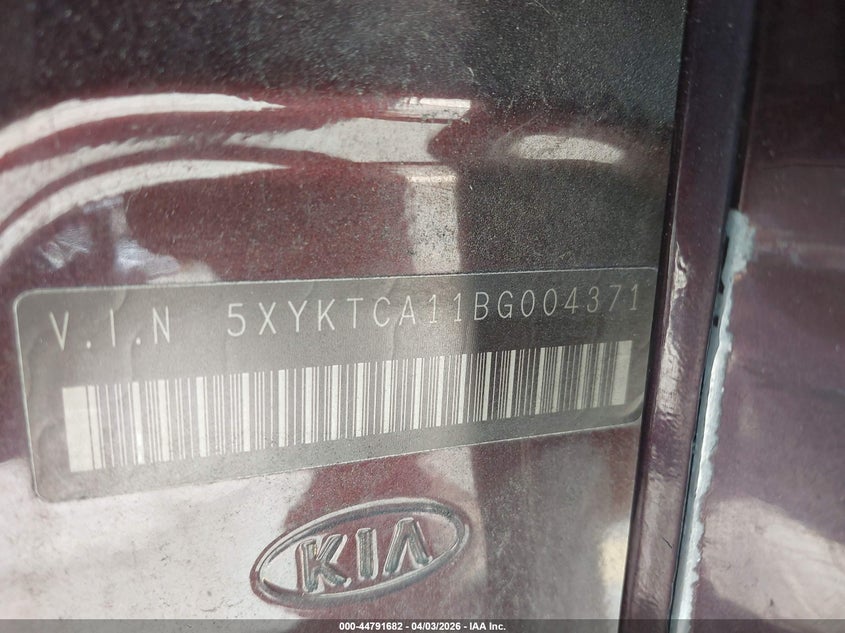 V.I.N 5XYKTCA11BG004371
KIA
000-44791682 | 04/03/2026 | IAA Inc.